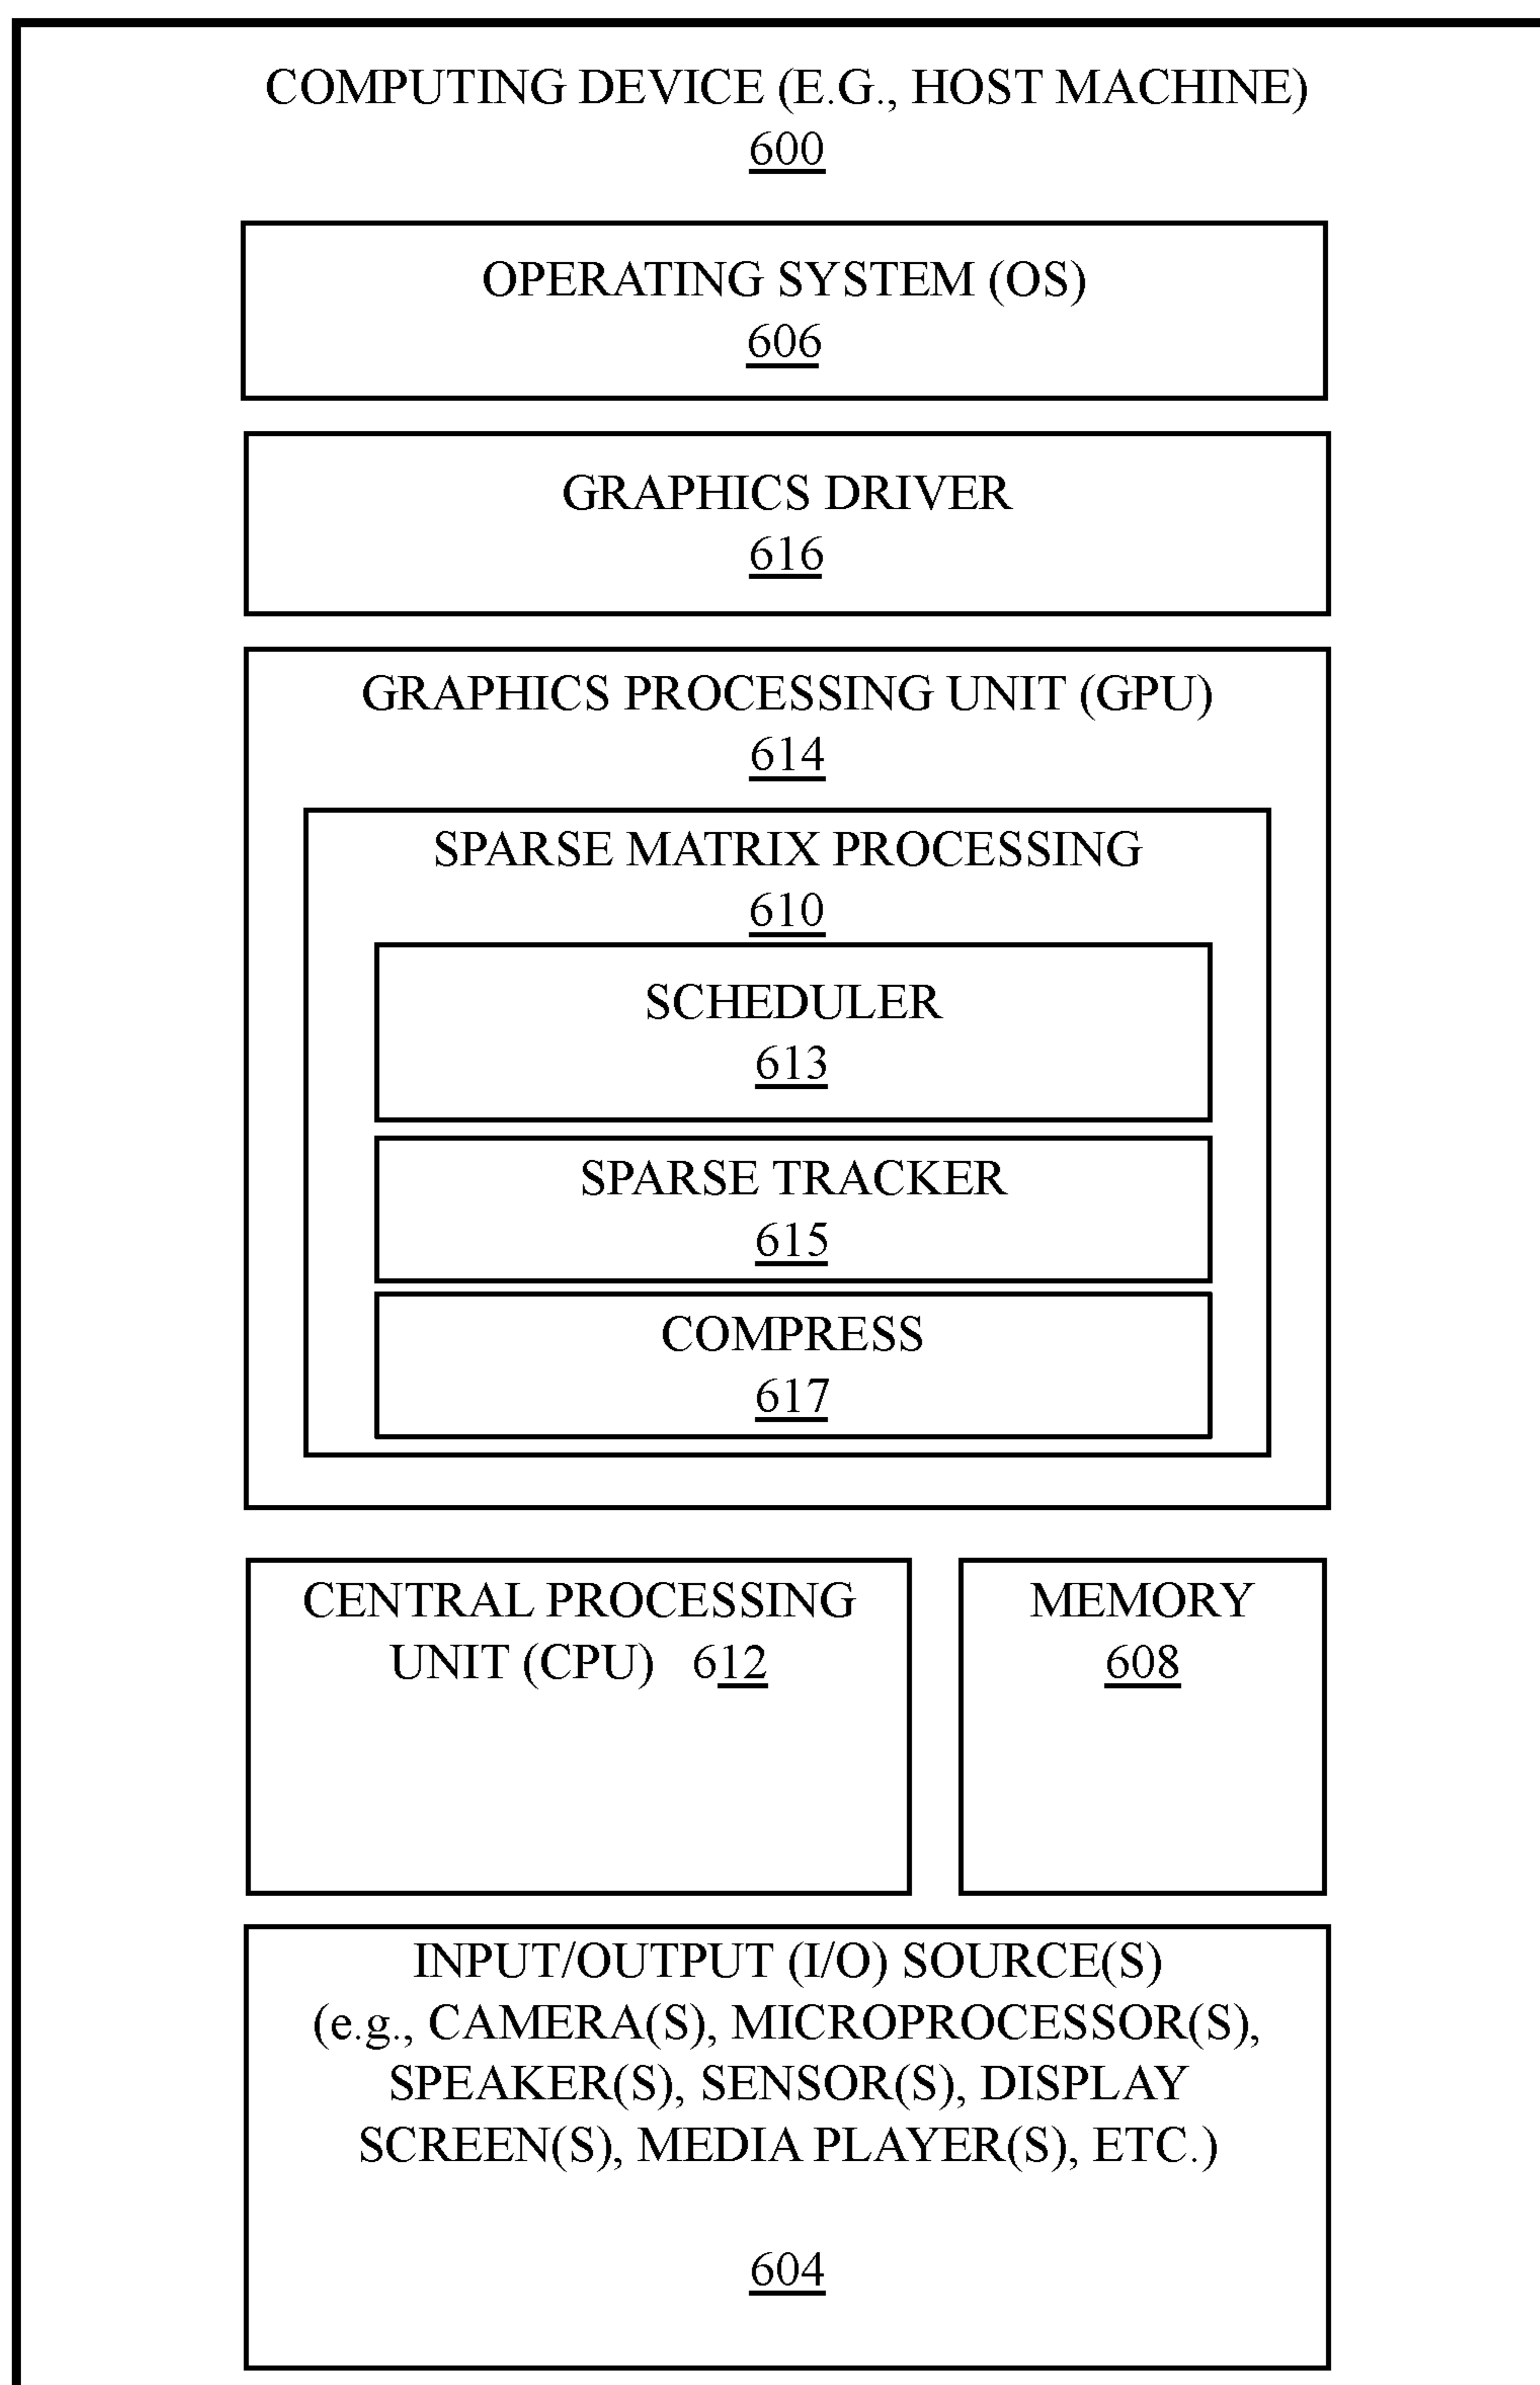 COMPUTING DEVICE (E.G., HOST MACHINE)
600
OPERATING SYSTEM (OS)
606
GRAPHICS DRIVER
616
GRAPHICS PROCESSING UNIT (GPU)
614
SPARSE MATRIX PROCESSING
610
SCHEDULER
613
SPARSE TRACKER
615
COMPRESS
617
CENTRAL PROCESSING
UNIT (CPU) 612
MEMORY
608
INPUT/OUTPUT (I/O) SOURCE(S)
(e.g., CAMERA(S), MICROPROCESSOR(S),
SPEAKER(S), SENSOR(S), DISPLAY
SCREEN(S), MEDIA PLAYER(S), ETC.)
604